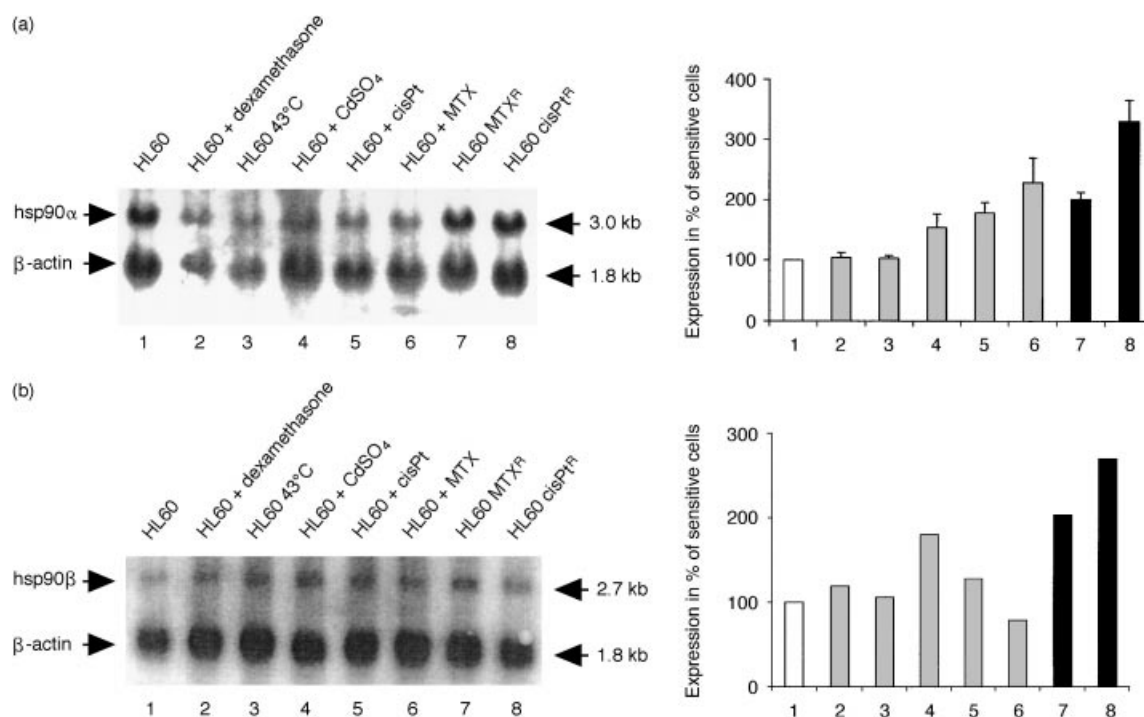 (a)
HL60
HL60 + dexamethasone
HL60 43°C
HL60 + CdSO₄
HL60 + cisPt
HL60 + MTX
HL60 MTXᴿ
HL60 cisPtᴿ
hsp90α
3.0 kb
β-actin
1.8 kb
1 2 3 4 5 6 7 8
Expression in % of sensitive cells
400
300
200
100
0
1 2 3 4 5 6 7 8
(b)
HL60
HL60 + dexamethasone
HL60 43°C
HL60 + CdSO₄
HL60 + cisPt
HL60 + MTX
HL60 MTXᴿ
HL60 cisPtᴿ
hsp90β
2.7 kb
β-actin
1.8 kb
1 2 3 4 5 6 7 8
Expression in % of sensitive cells
300
200
100
0
1 2 3 4 5 6 7 8